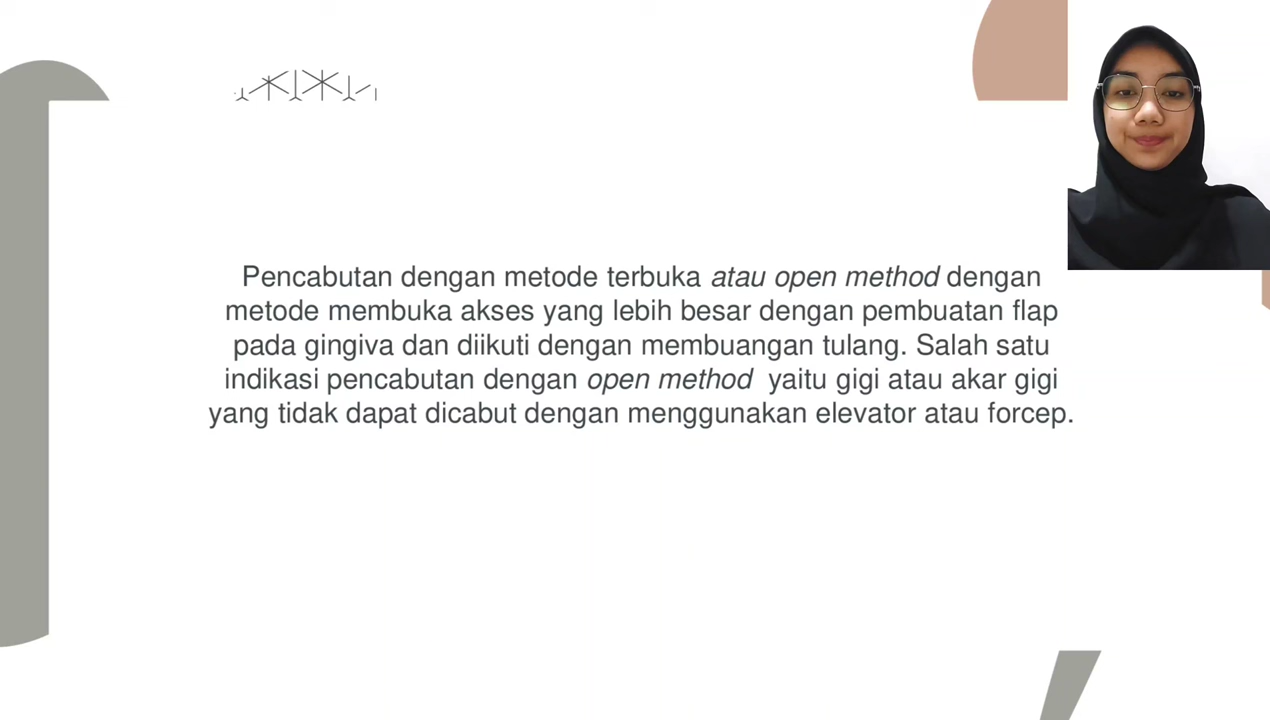 Pencabutan dengan metode terbuka atau open method dengan
metode membuka akses yang lebih besar dengan pembuatan flap
pada gingiva dan diikuti dengan membuangan tulang. Salah satu
indikasi pencabutan dengan open method  yaitu gigi atau akar gigi
yang tidak dapat dicabut dengan menggunakan elevator atau forcep.